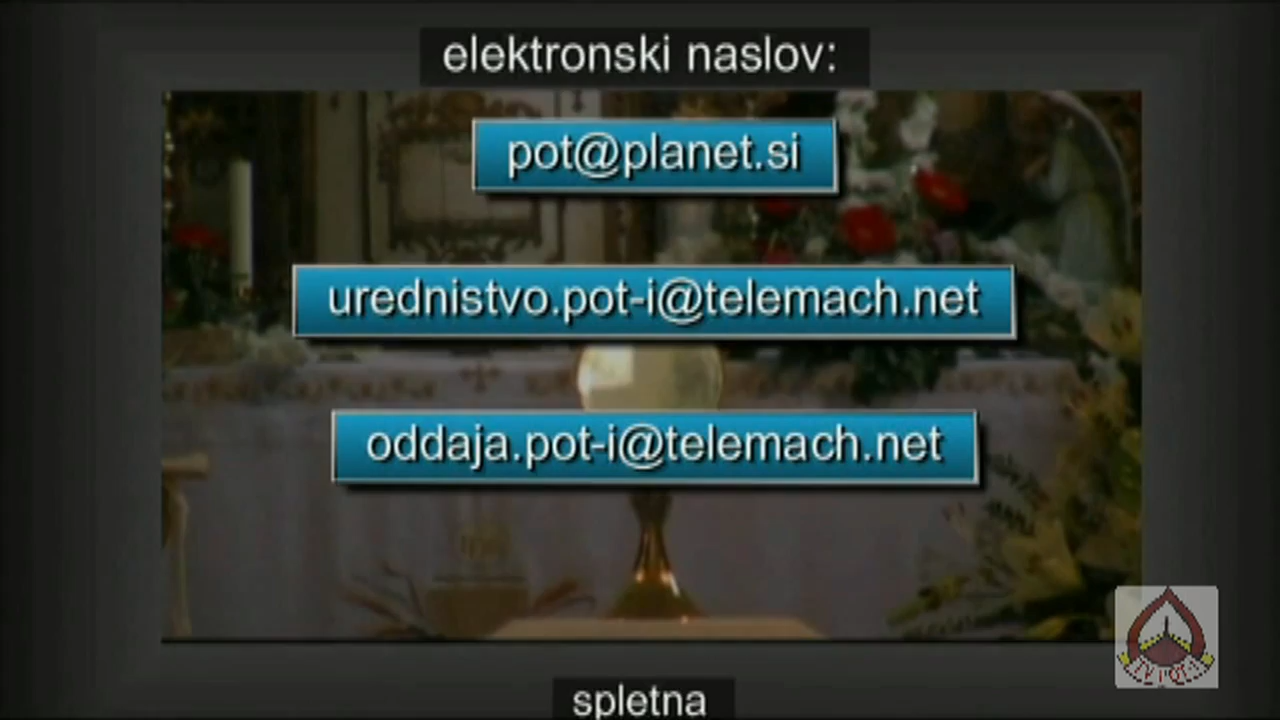 elektronski naslov:
pot@planet.si
urednistvo.pot-i@telemach.net
oddaja.pot-i@telemach.net
spletna